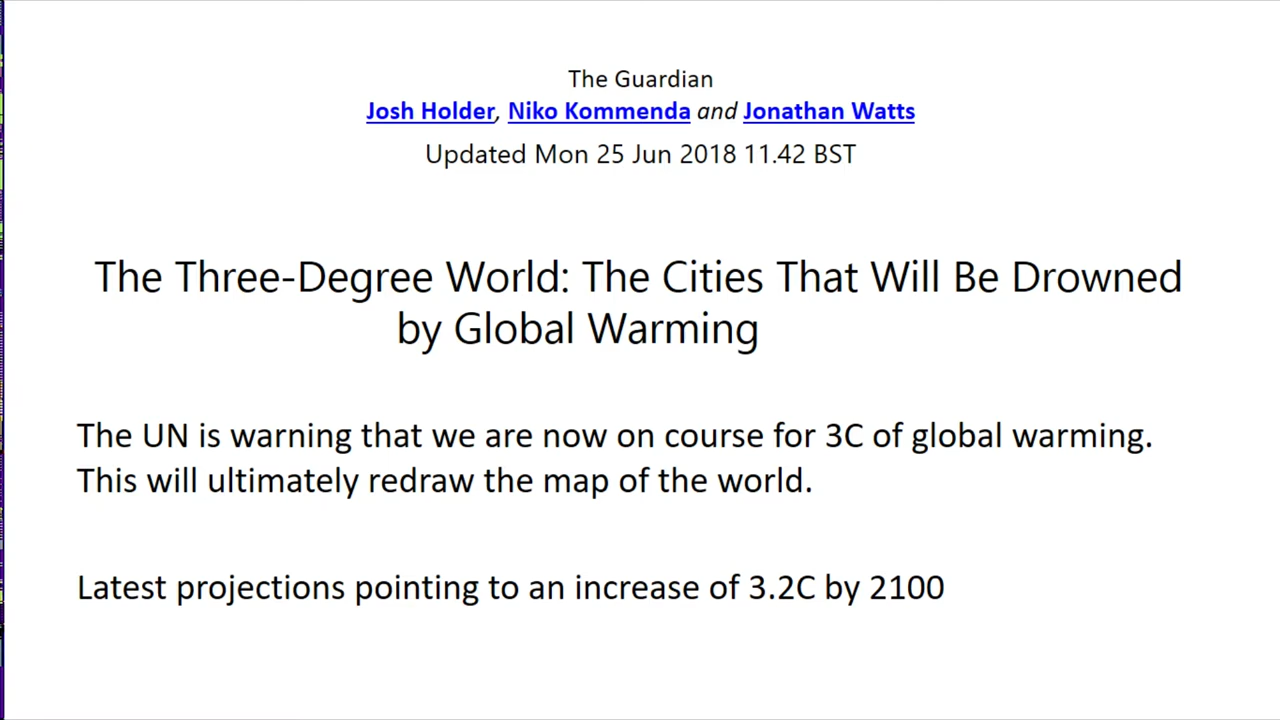 The Guardian
Josh Holder, Niko Kommenda and Jonathan Watts
Updated Mon 25 Jun 2018 11.42 BST
The Three-Degree World: The Cities That Will Be Drowned
by Global Warming
The UN is warning that we are now on course for 3C of global warming.
This will ultimately redraw the map of the world.
Latest projections pointing to an increase of 3.2C by 2100